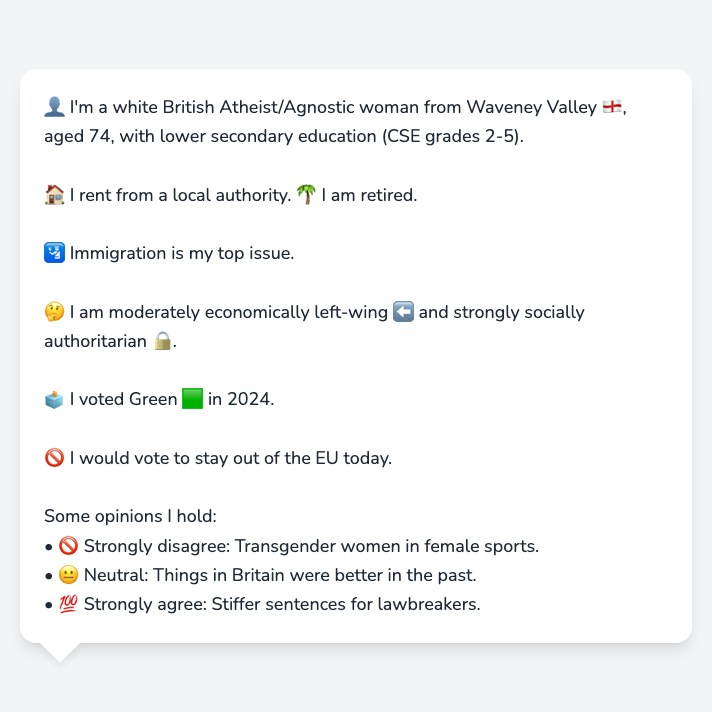 👤 I'm a white British Atheist/Agnostic woman from Waveney Valley 🏴󠁧󠁢󠁥󠁮󠁧󠁿,
aged 74, with lower secondary education (CSE grades 2-5).
🏠 I rent from a local authority. 🌴 I am retired.
🛂 Immigration is my top issue.
🤔 I am moderately economically left-wing ⬅️ and strongly socially
authoritarian 🔒.
🗳️ I voted Green 🟩 in 2024.
🚫 I would vote to stay out of the EU today.
Some opinions I hold:
• 🚫 Strongly disagree: Transgender women in female sports.
• 😐 Neutral: Things in Britain were better in the past.
• 💯 Strongly agree: Stiffer sentences for lawbreakers.